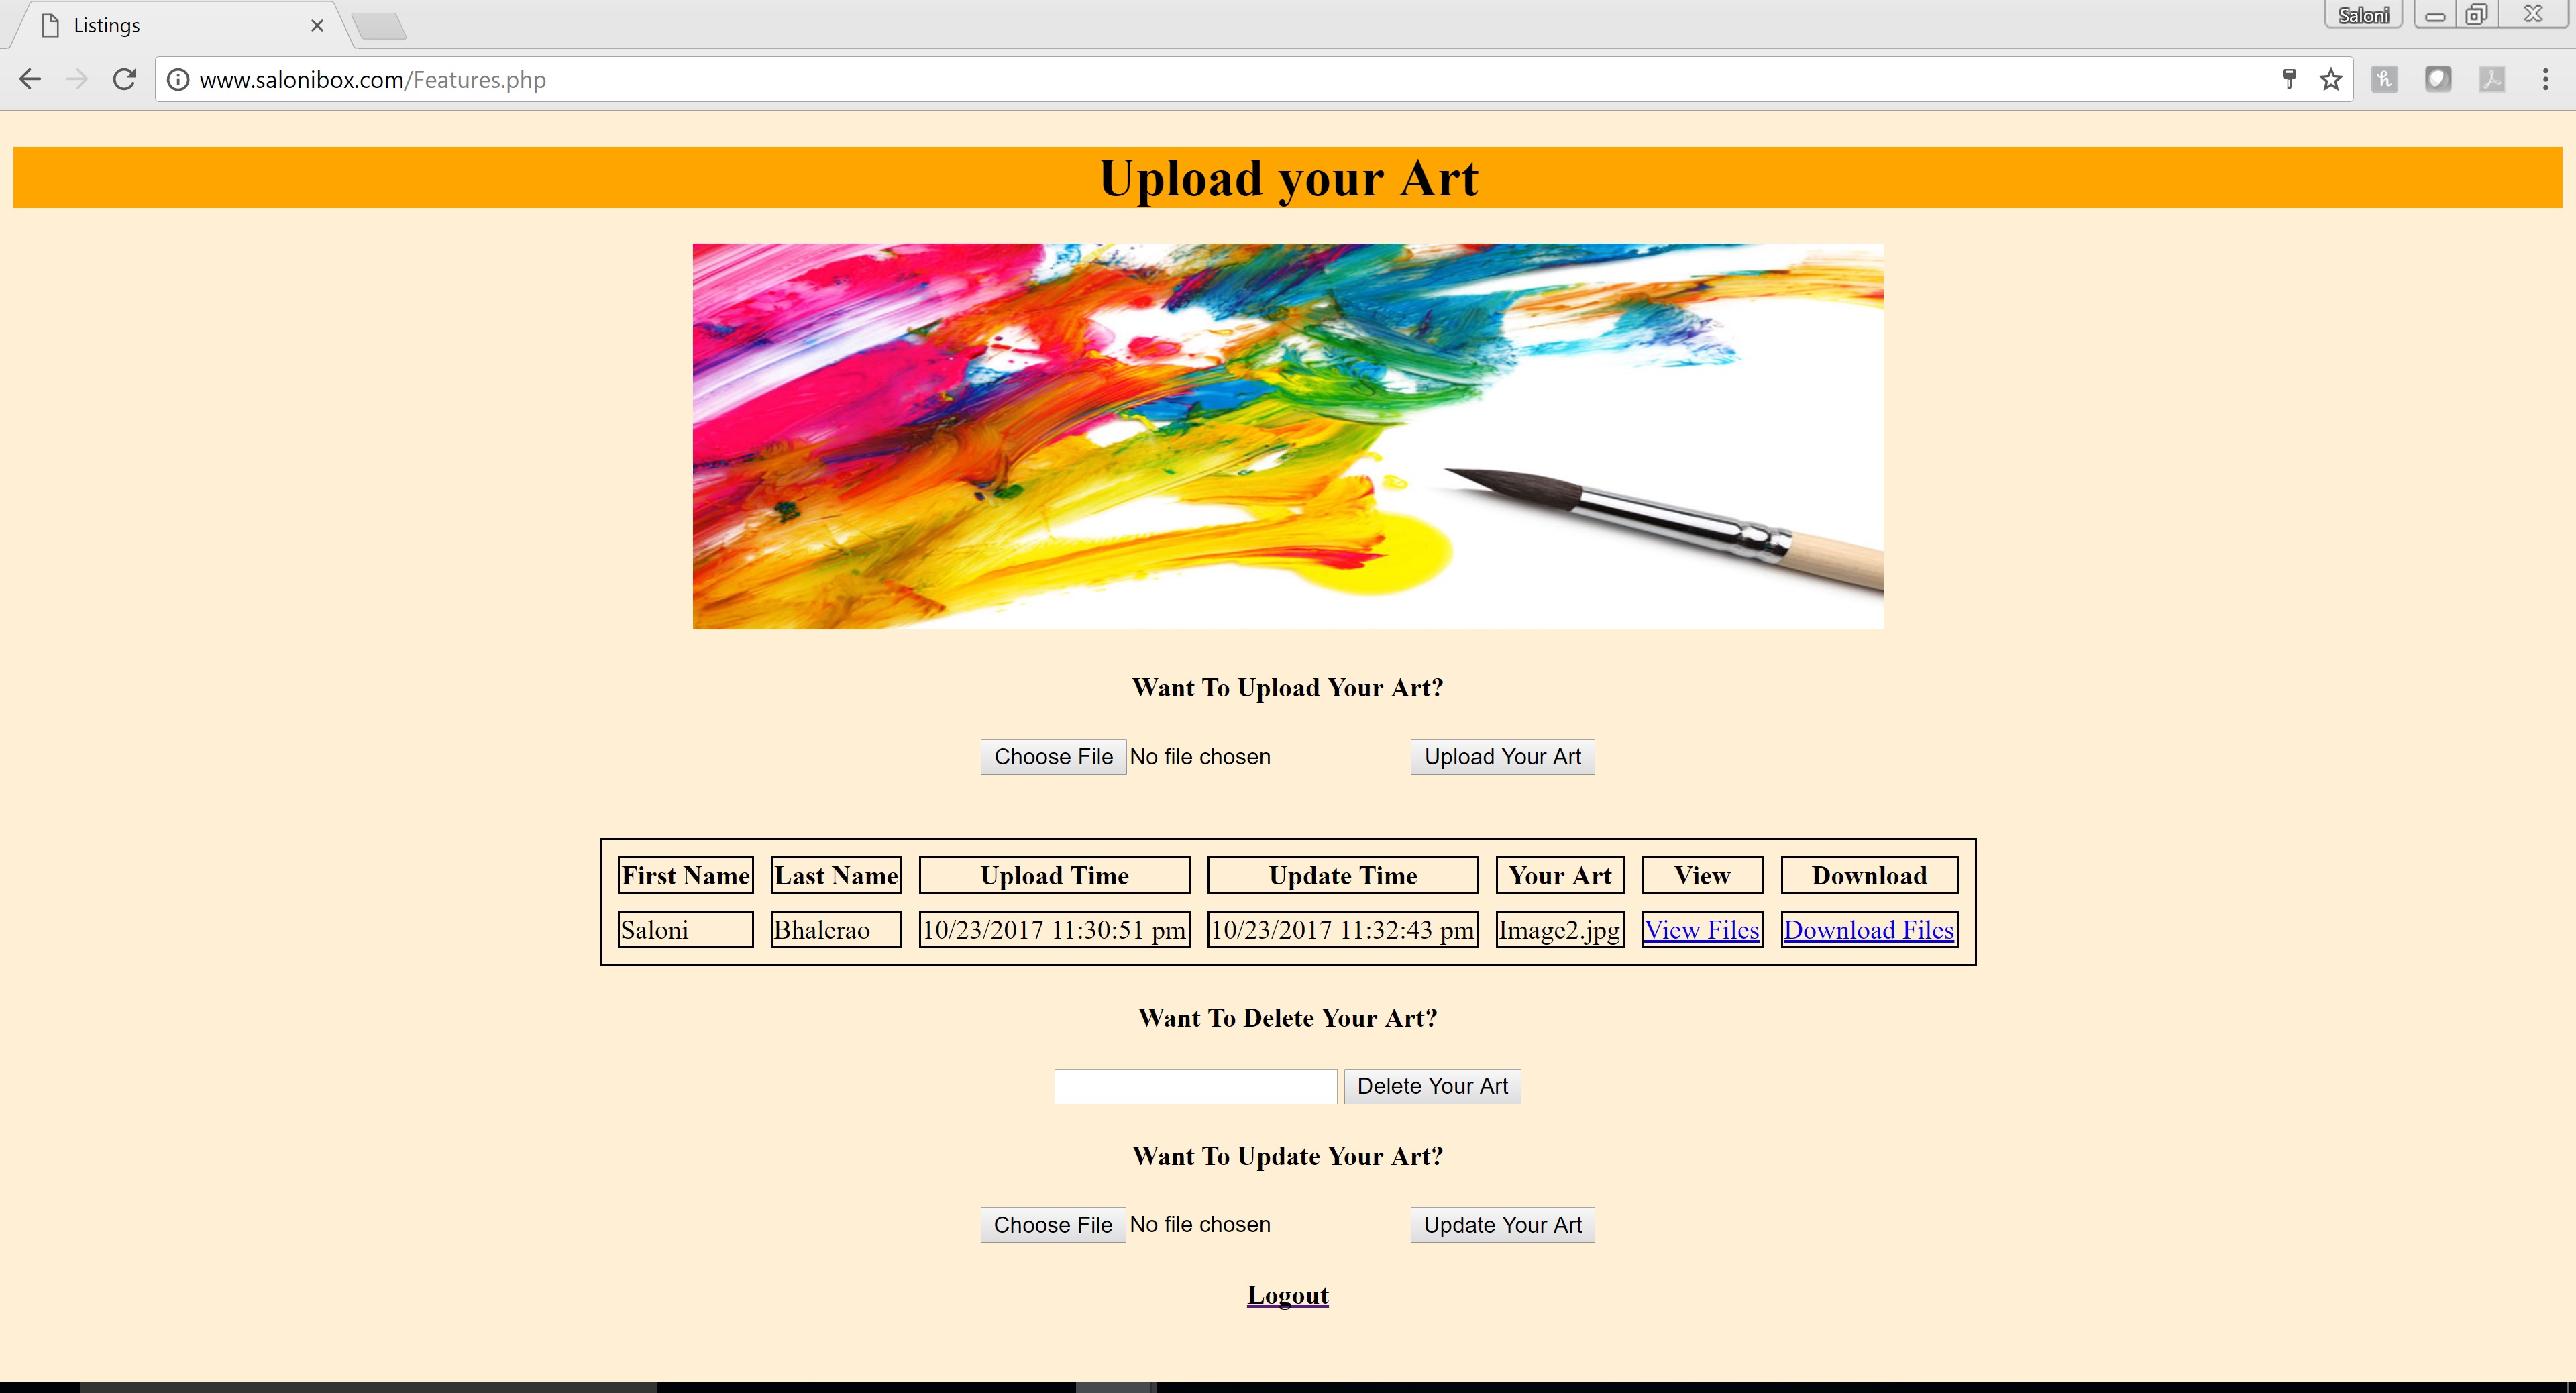 Listings
Saloni
www.salonibox.com/Features.php
Upload your Art
Want To Upload Your Art?
Choose File No file chosen Upload Your Art
First Name Last Name Upload Time Update Time Your Art View Download
Saloni Bhalerao 10/23/2017 11:30:51 pm 10/23/2017 11:32:43 pm Image2.jpg View Files Download Files
Want To Delete Your Art?
Delete Your Art
Want To Update Your Art?
Choose File No file chosen Update Your Art
Logout